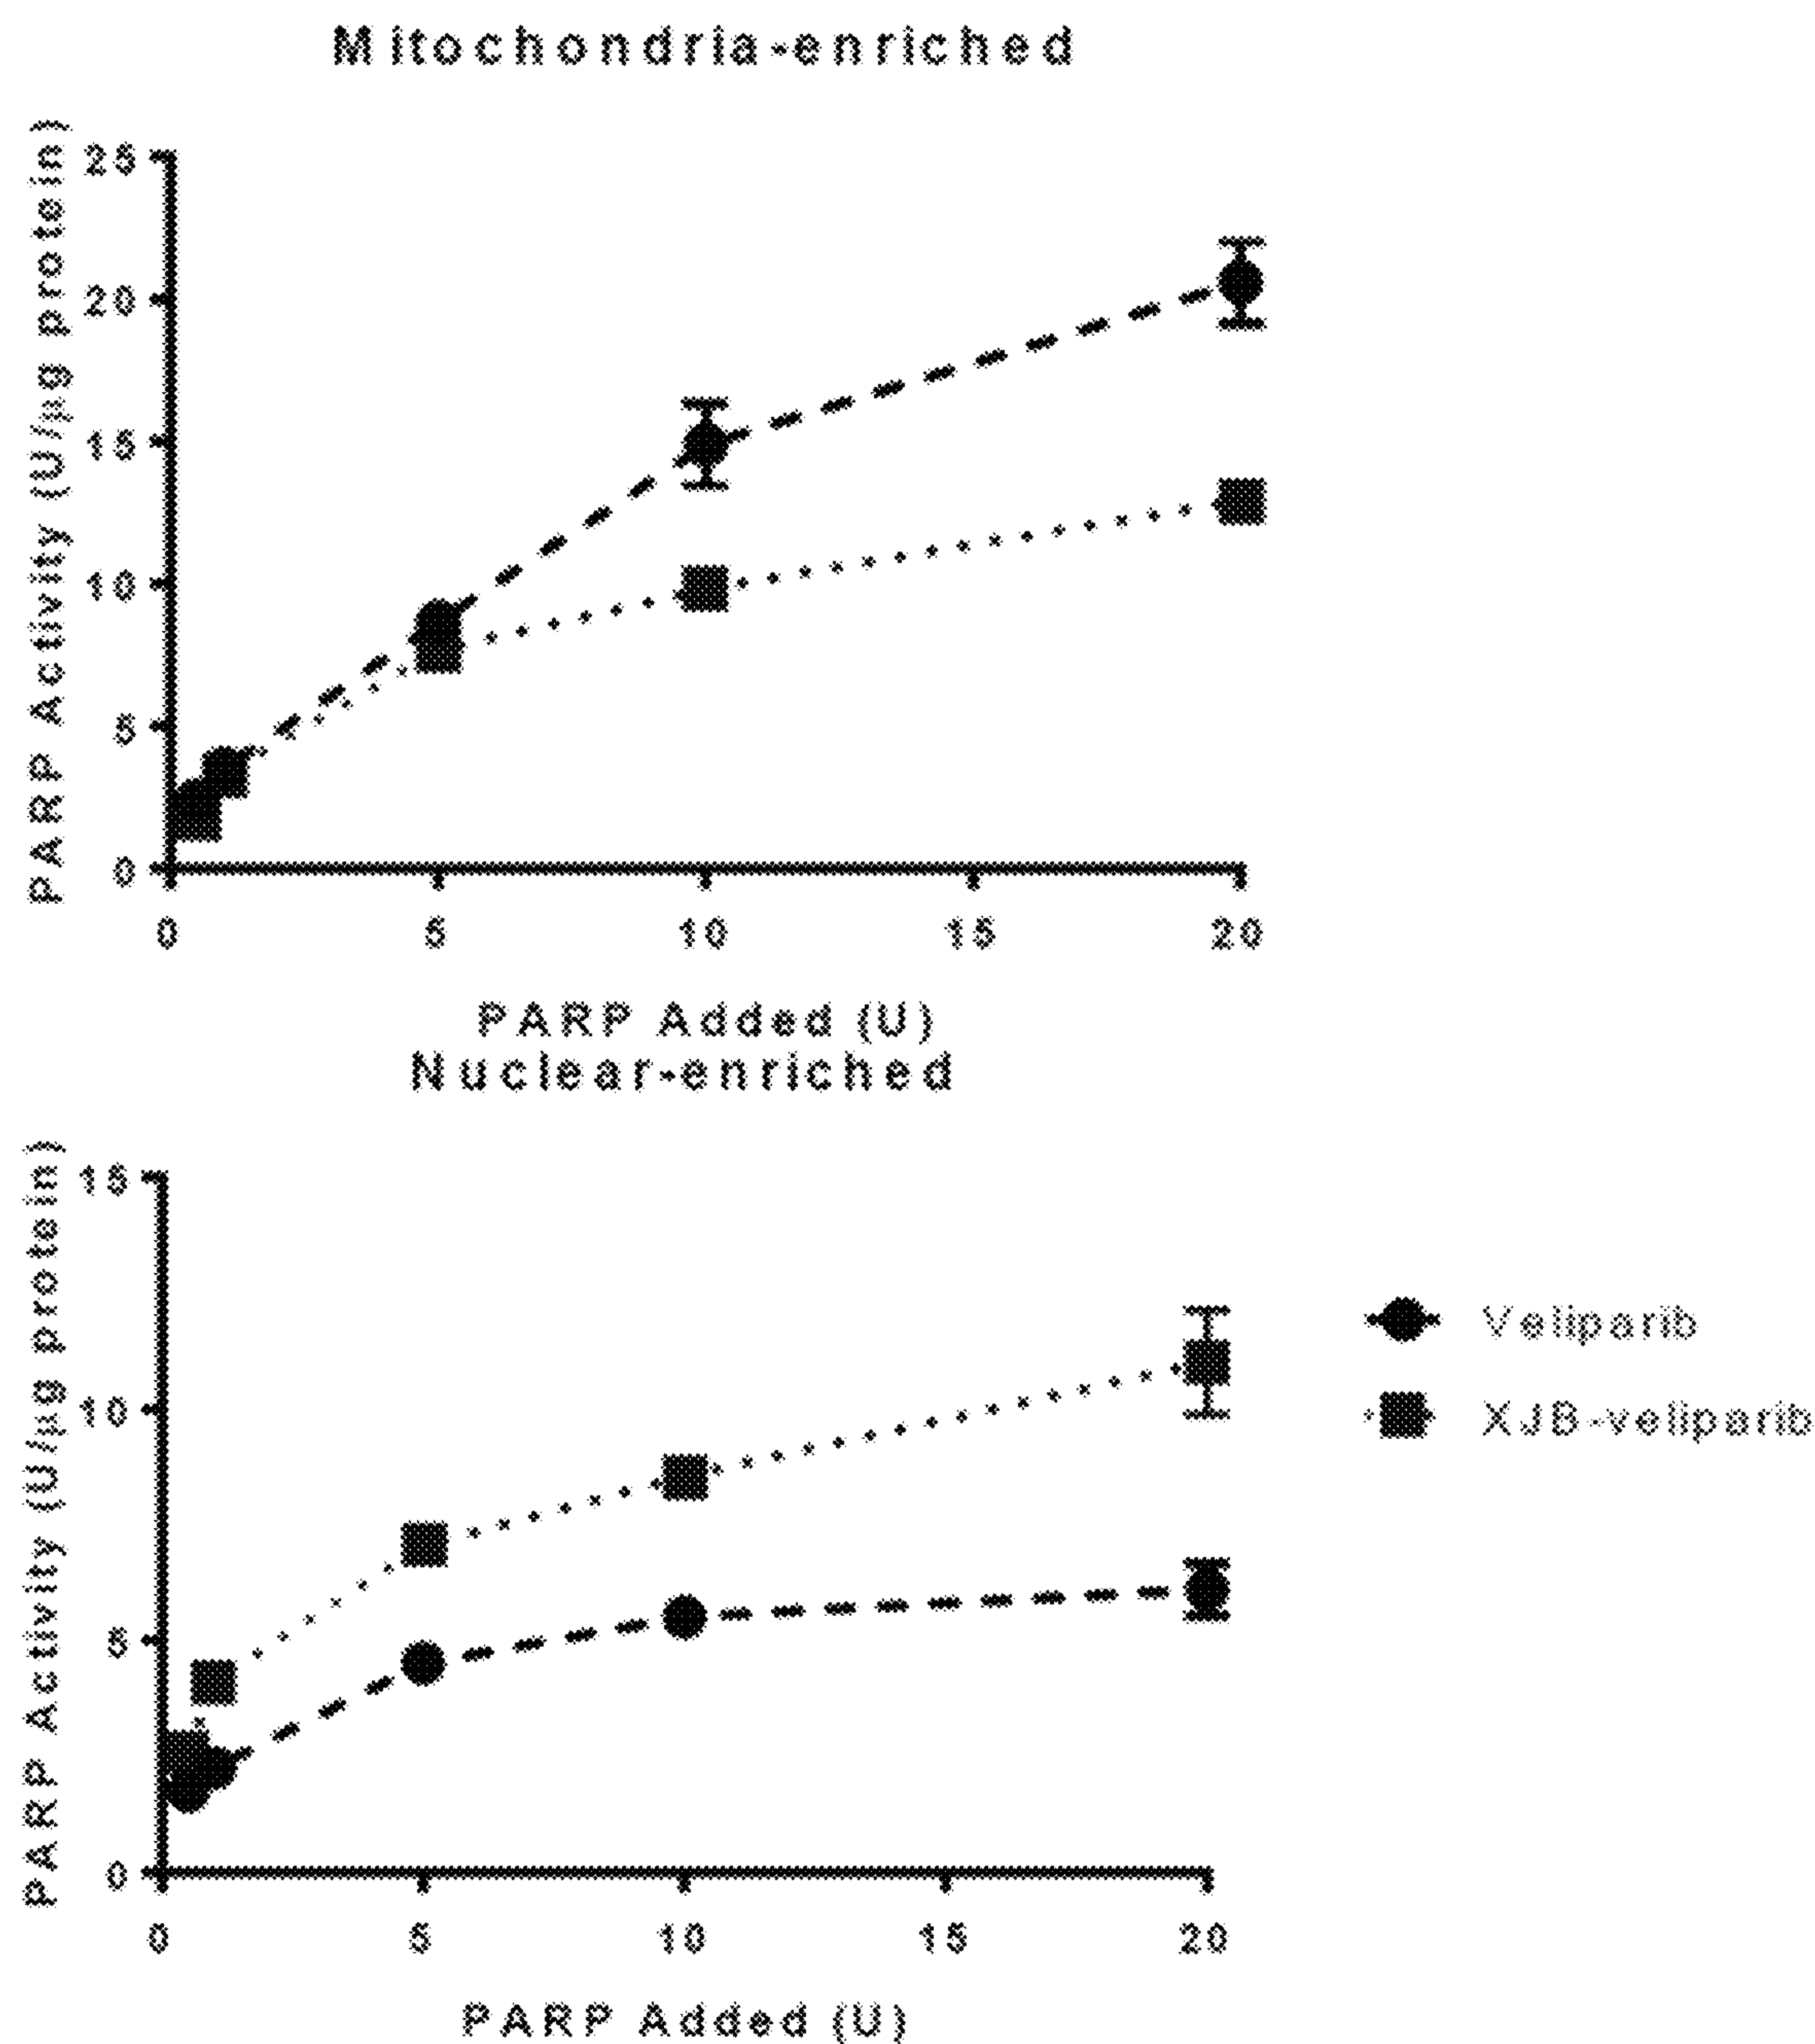 Mitochondria-enriched
PARP Activity (U/µg protein)
25
20
15
10
5
0
0 5 10 15 20
PARP Added (U)
Nuclear-enriched
PARP Activity (U/µg protein)
15
10
5
0
0 5 10 15 20
PARP Added (U)
Veliparib
XJB-veliparib